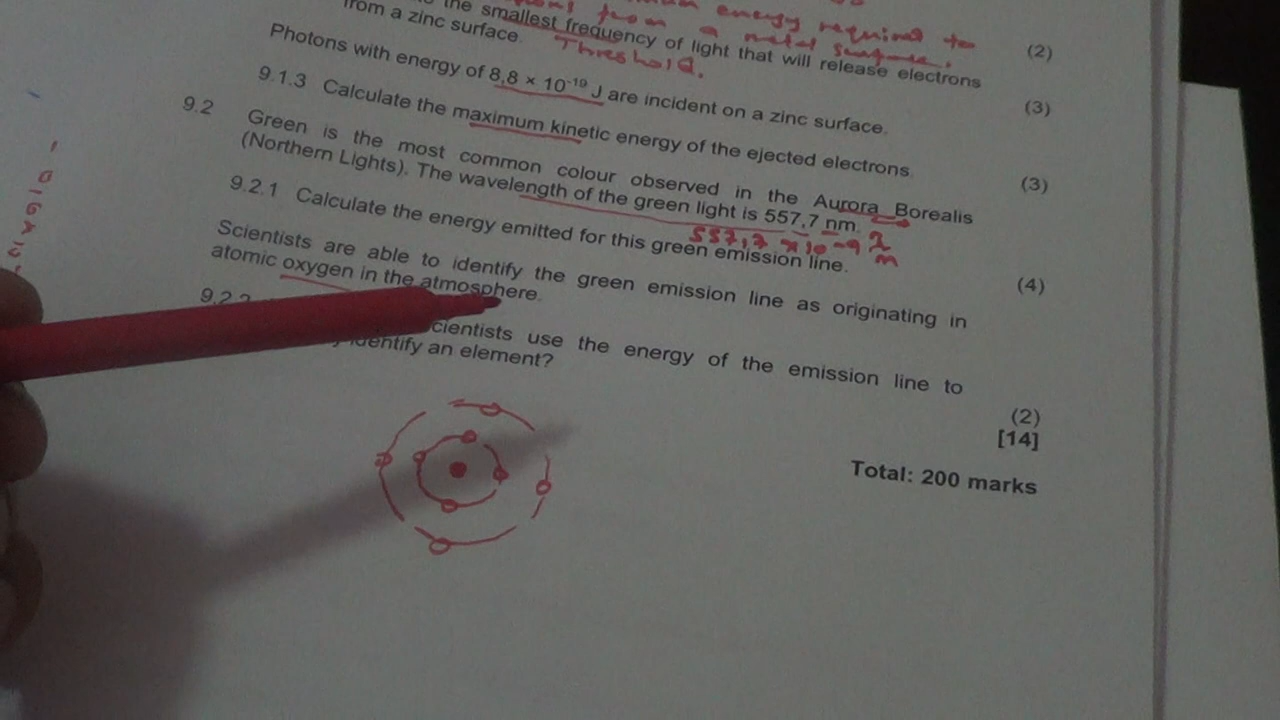 energy required to
from a metal surface.
the smallest frequency of light that will release electrons
from a zinc surface. (2)
Threshold.
(3)
Photons with energy of 8,8 × 10⁻¹⁹ J are incident on a zinc surface.
9.1.3 Calculate the maximum kinetic energy of the ejected electrons. (3)
9.2 Green is the most common colour observed in the Aurora Borealis
(Northern Lights). The wavelength of the green light is 557,7 nm.
557,7 × 10⁻⁹ m
9.2.1 Calculate the energy emitted for this green emission line. (4)
Scientists are able to identify the green emission line as originating in
atomic oxygen in the atmosphere.
9.2.2 scientists use the energy of the emission line to
identify an element? (2)
[14]
Total: 200 marks